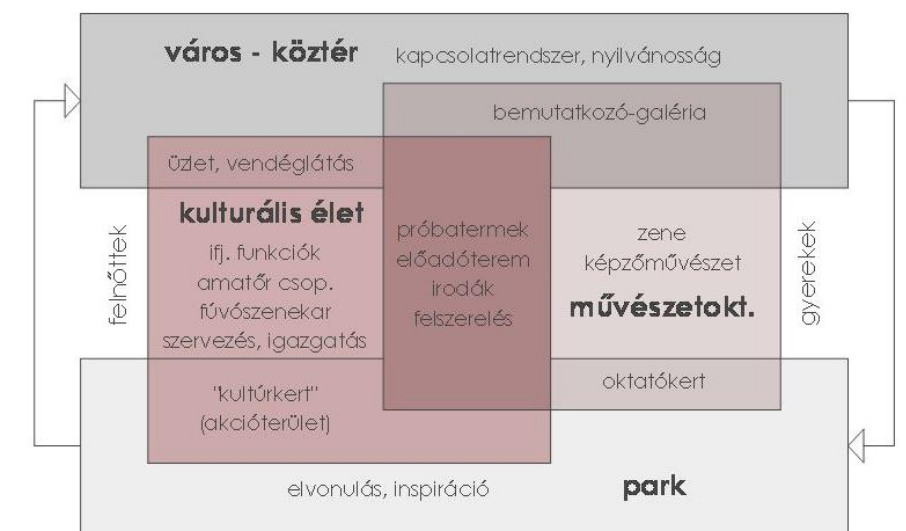 város - köztér
kapcsolatrendszer, nyilvánosság
bemutatkozó-galéria
üzlet, vendéglátás
kulturális élet
ifj. funkciók
amatőr csop.
fúvószenekar
szervezés, igazgatás
"kultúrkert"
(akcióterület)
próbatermek
előadóterem
irodák
felszerelés
zene
képzőművészet
művészetokt.
oktatókert
felnőttek
gyerekek
elvonulás, inspiráció
park